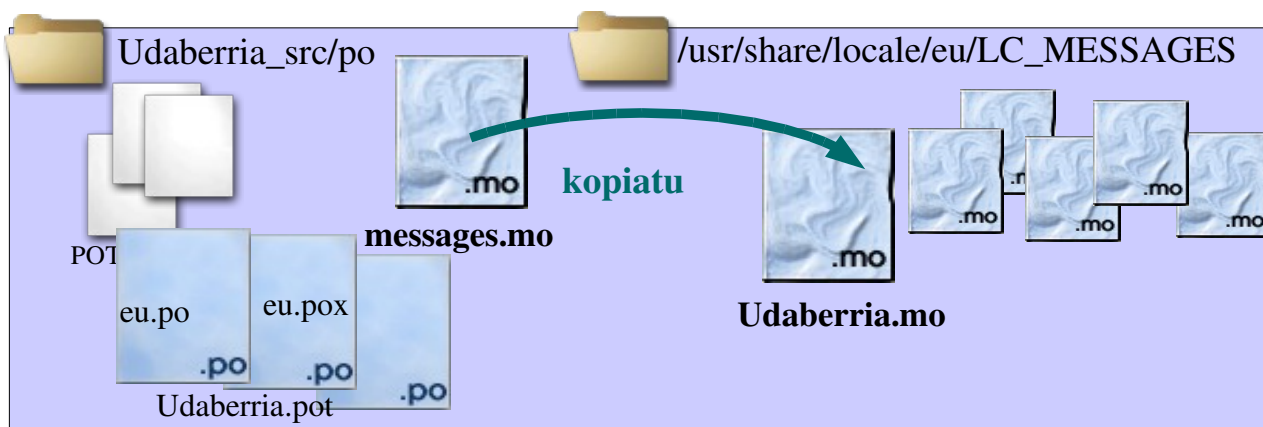 Udaberria_src/po
/usr/share/locale/eu/LC_MESSAGES
.mo
kopiatu
messages.mo
POT
eu.po
eu.pox
.po
.po
.po
Udaberria.pot
.mo
Udaberria.mo
.mo
.mo
.mo
.mo